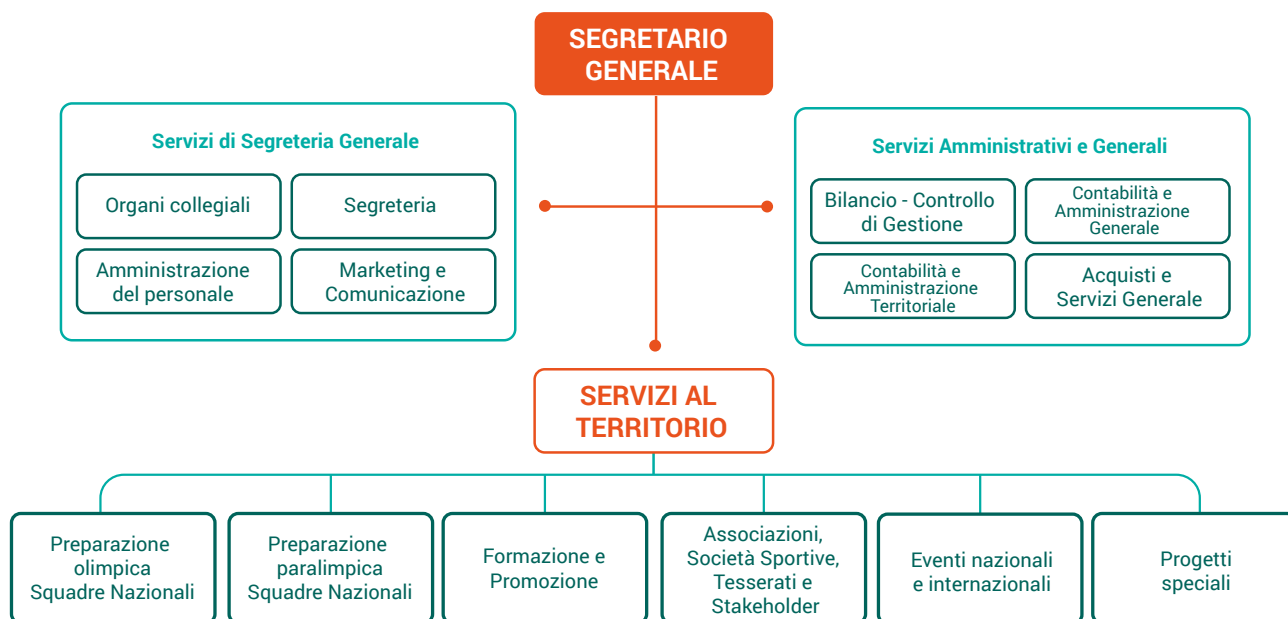 SEGRETARIO
GENERALE
Servizi di Segreteria Generale
Organi collegiali
Segreteria
Amministrazione
del personale
Marketing e
Comunicazione
Servizi Amministrativi e Generali
Bilancio - Controllo
di Gestione
Contabilità e
Amministrazione
Generale
Contabilità e
Amministrazione
Territoriale
Acquisti e
Servizi Generale
SERVIZI AL
TERRITORIO
Preparazione
olimpica
Squadre Nazionali
Preparazione
paralimpica
Squadre Nazionali
Formazione e
Promozione
Associazioni,
Società Sportive,
Tesserati e
Stakeholder
Eventi nazionali
e internazionali
Progetti
speciali